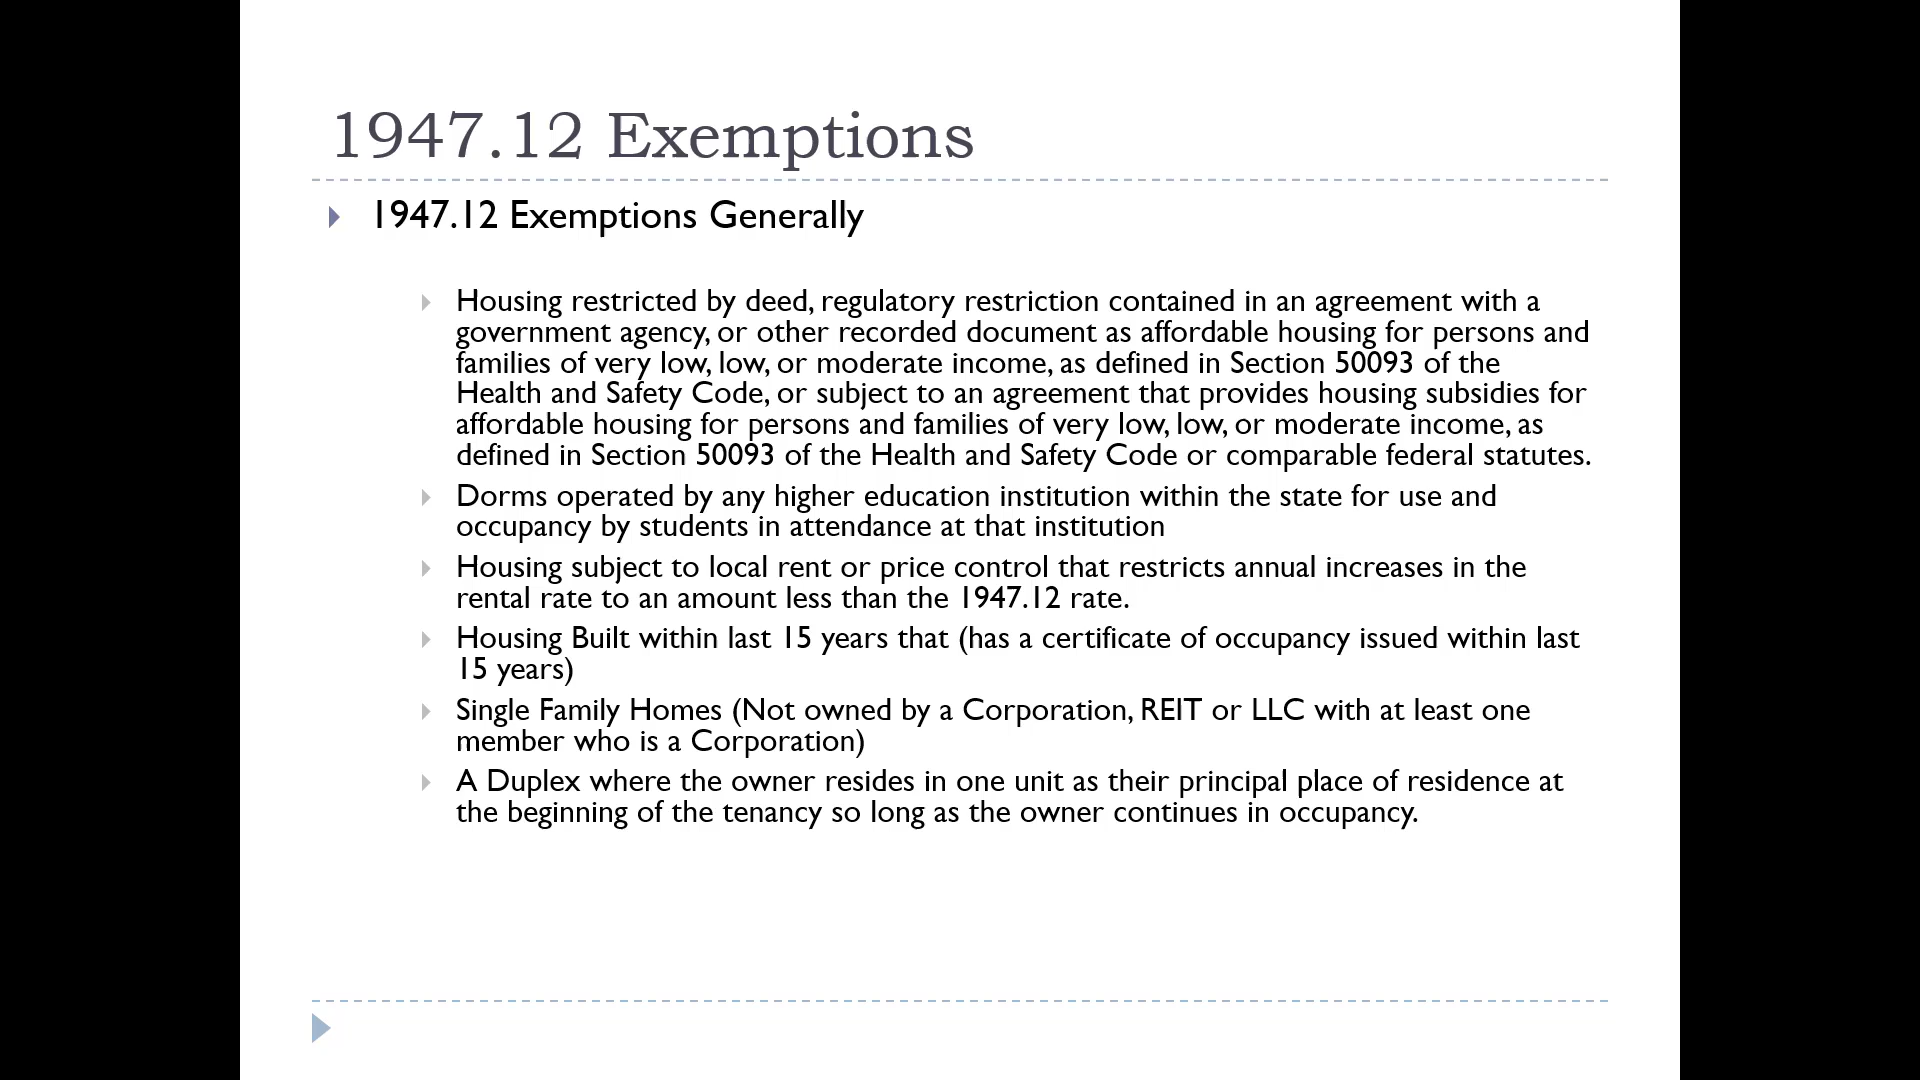 1947.12 Exemptions
1947.12 Exemptions Generally
Housing restricted by deed, regulatory restriction contained in an agreement with a
government agency, or other recorded document as affordable housing for persons and
families of very low, low, or moderate income, as defined in Section 50093 of the
Health and Safety Code, or subject to an agreement that provides housing subsidies for
affordable housing for persons and families of very low, low, or moderate income, as
defined in Section 50093 of the Health and Safety Code or comparable federal statutes.
Dorms operated by any higher education institution within the state for use and
occupancy by students in attendance at that institution
Housing subject to local rent or price control that restricts annual increases in the
rental rate to an amount less than the 1947.12 rate.
Housing Built within last 15 years that (has a certificate of occupancy issued within last
15 years)
Single Family Homes (Not owned by a Corporation, REIT or LLC with at least one
member who is a Corporation)
A Duplex where the owner resides in one unit as their principal place of residence at
the beginning of the tenancy so long as the owner continues in occupancy.